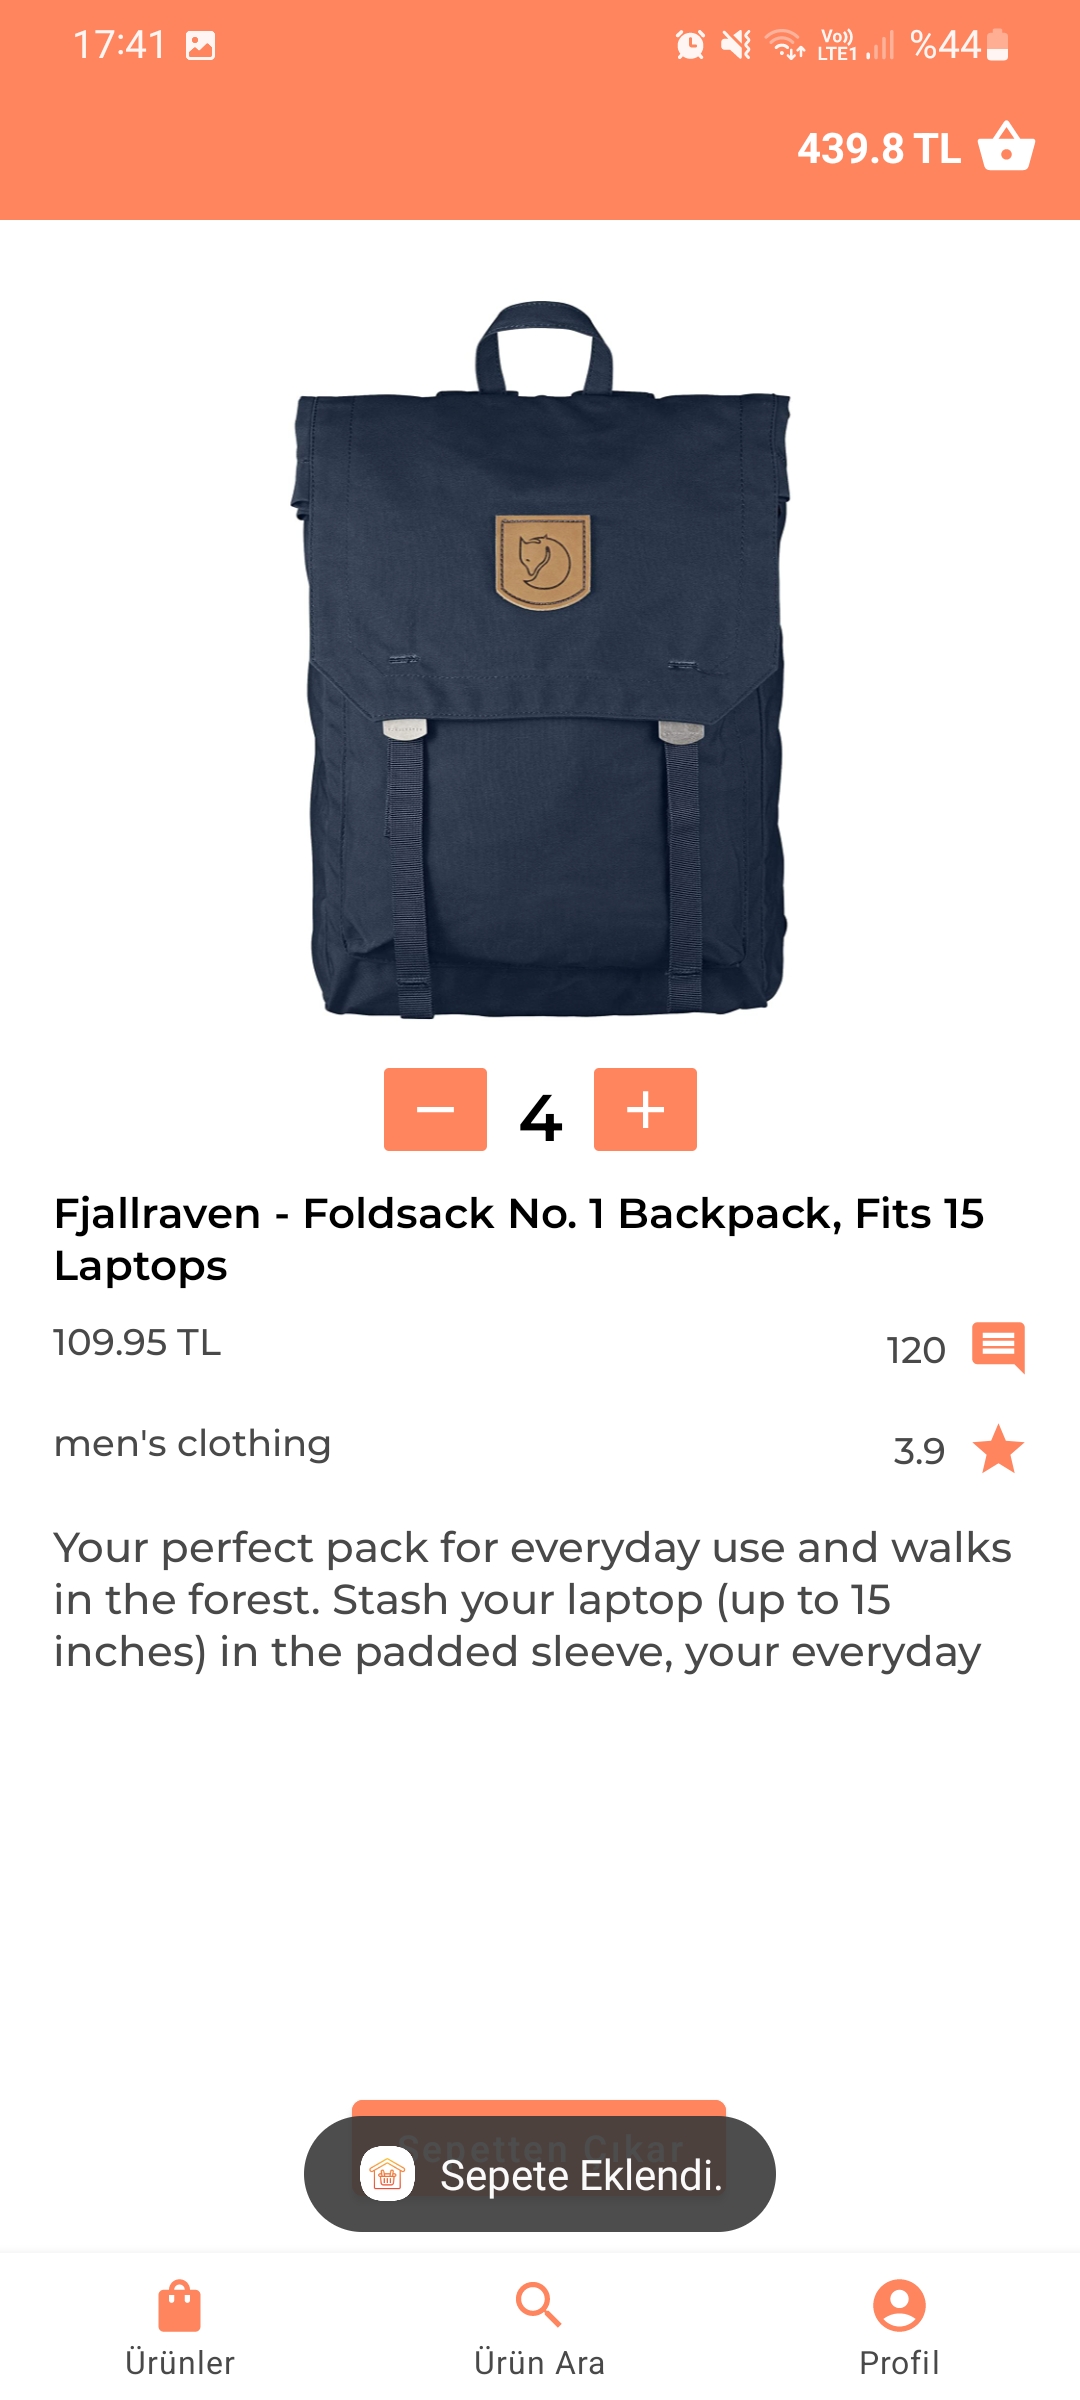 17:41
Vo)) LTE1 %44
439.8 TL
4
Fjallraven - Foldsack No. 1 Backpack, Fits 15
Laptops
109.95 TL
120
men's clothing
3.9
Your perfect pack for everyday use and walks
in the forest. Stash your laptop (up to 15
inches) in the padded sleeve, your everyday
Sepetten Çıkar
Sepete Eklendi.
Ürünler
Ürün Ara
Profil